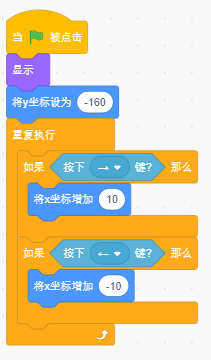 当 被点击
显示
将y坐标设为 -160
重复执行
如果 按下 → 键? 那么
将x坐标增加 10
如果 按下 ← 键? 那么
将x坐标增加 -10